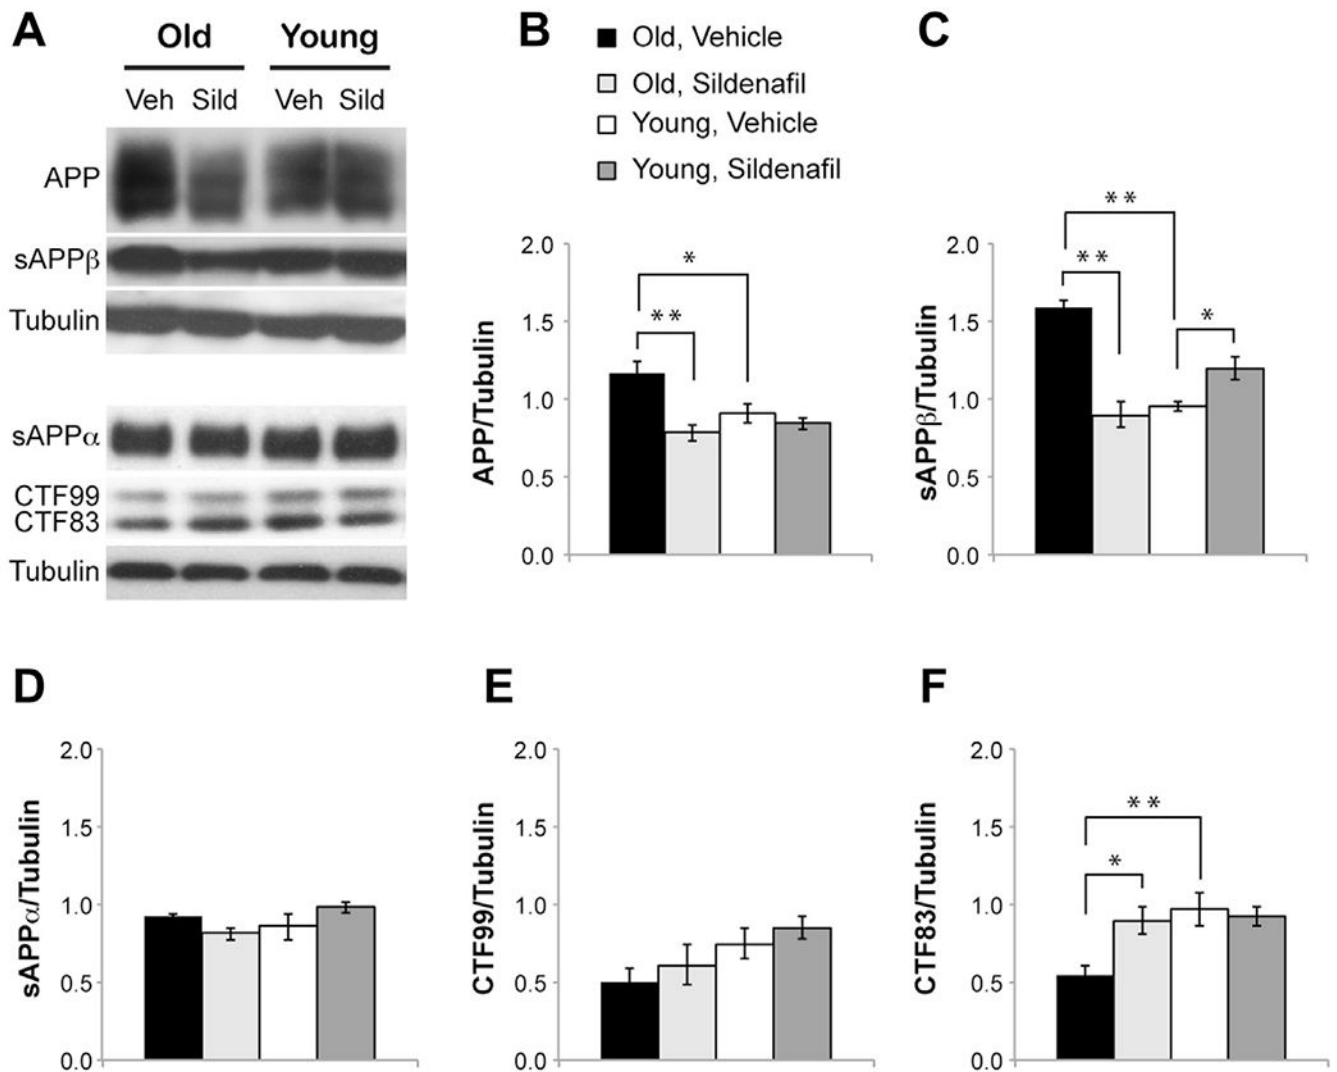 A
Old Young
Veh Sild Veh Sild
APP
sAPPβ
Tubulin
sAPPα
CTF99
CTF83
Tubulin
B
Old, Vehicle
Old, Sildenafil
Young, Vehicle
Young, Sildenafil
APP/Tubulin
2.0
1.5
1.0
0.5
0.0
*
**
C
sAPPβ/Tubulin
2.0
1.5
1.0
0.5
0.0
**
**
*
D
sAPPα/Tubulin
2.0
1.5
1.0
0.5
0.0
E
CTF99/Tubulin
2.0
1.5
1.0
0.5
0.0
F
CTF83/Tubulin
2.0
1.5
1.0
0.5
0.0
**
*